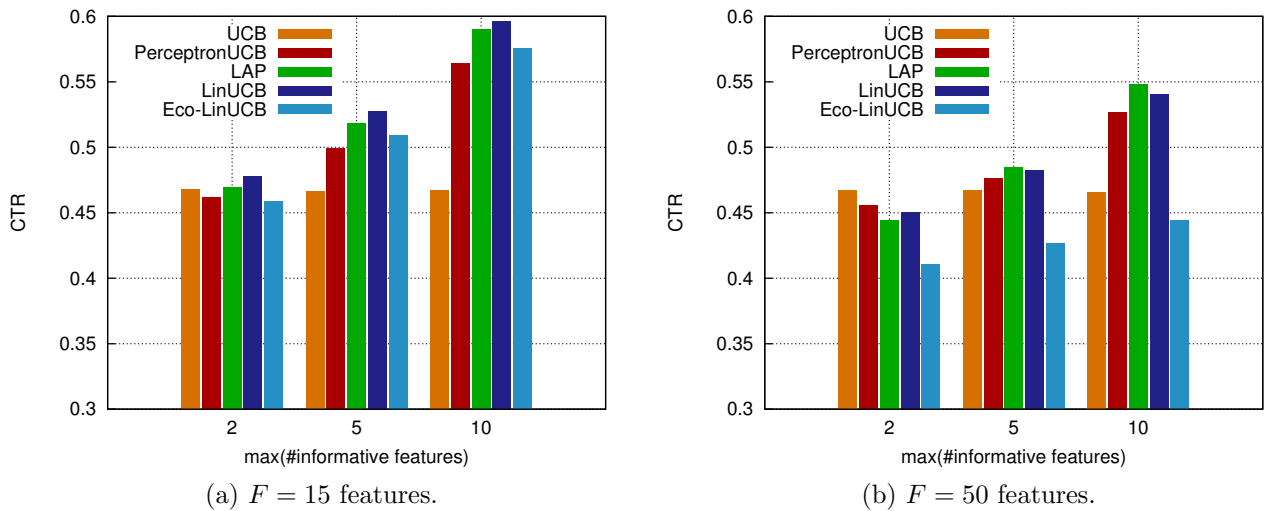 0.6
0.55
0.5
0.45
0.4
0.35
0.3
CTR
UCB
PerceptronUCB
LAP
LinUCB
Eco-LinUCB
2 5 10
max(#informative features)
(a) F = 15 features.
0.6
0.55
0.5
0.45
0.4
0.35
0.3
CTR
UCB
PerceptronUCB
LAP
LinUCB
Eco-LinUCB
2 5 10
max(#informative features)
(b) F = 50 features.